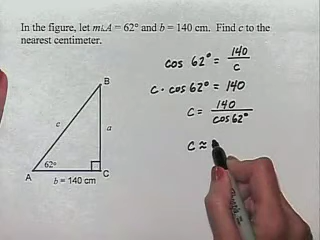 In the figure, let m∠A = 62° and b = 140 cm. Find c to the
nearest centimeter.
cos 62° = 140/c
c · cos 62° = 140
c = 140/cos 62°
c ≈
B
c
a
62°
A
C
b = 140 cm